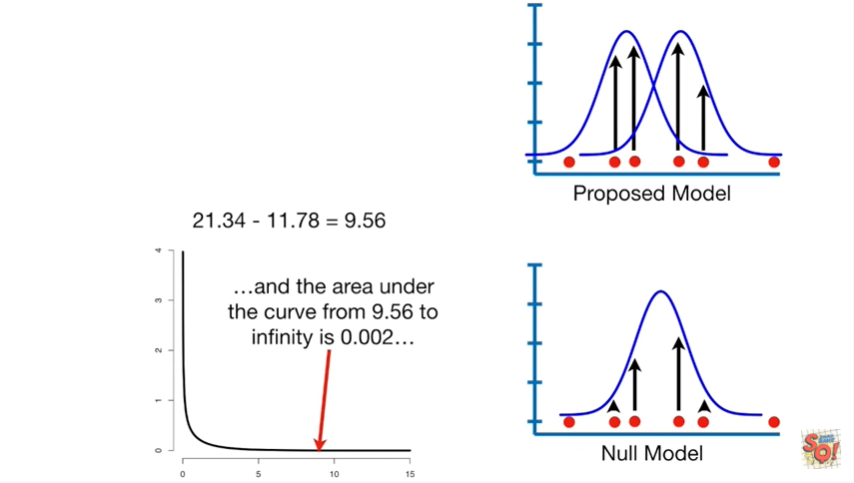 Proposed Model
21.34 - 11.78 = 9.56
…and the area under
the curve from 9.56 to
infinity is 0.002…
4
3
2
1
0
0 5 10 15
Null Model
SQ!